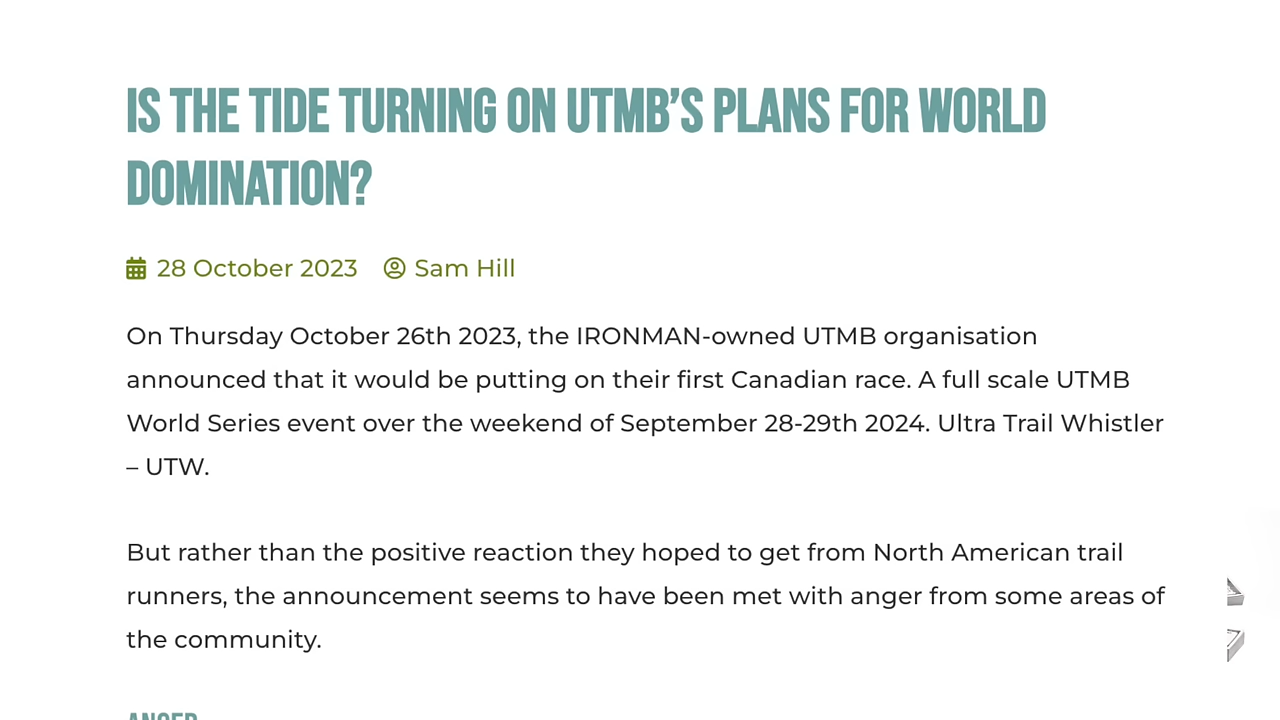 IS THE TIDE TURNING ON UTMB’S PLANS FOR WORLD
DOMINATION?
28 October 2023 Sam Hill
On Thursday October 26th 2023, the IRONMAN-owned UTMB organisation
announced that it would be putting on their first Canadian race. A full scale UTMB
World Series event over the weekend of September 28-29th 2024. Ultra Trail Whistler
– UTW.
But rather than the positive reaction they hoped to get from North American trail
runners, the announcement seems to have been met with anger from some areas of
the community.
ANGER